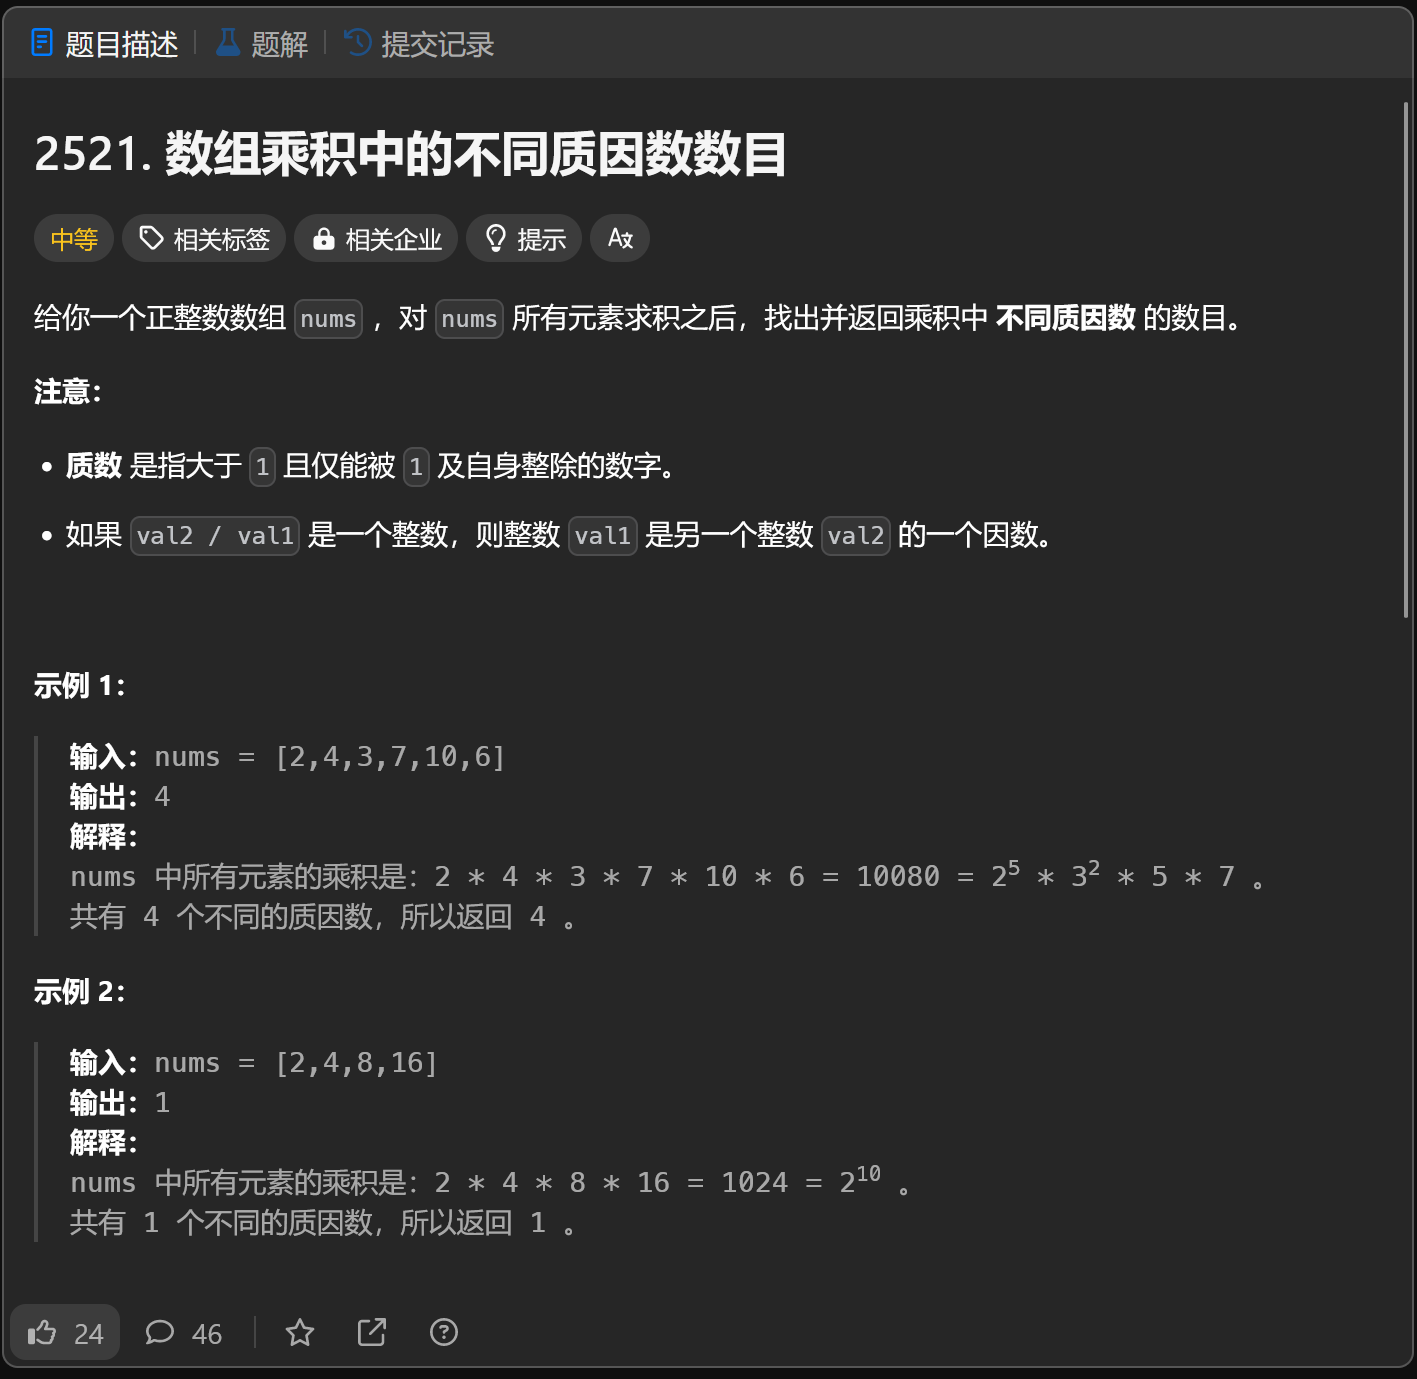 题目描述 题解 提交记录
2521. 数组乘积中的不同质因数数目
中等 相关标签 相关企业 提示 A文
给你一个正整数数组 nums ，对 nums 所有元素求积之后，找出并返回乘积中 不同质因数 的数目。
注意：
• 质数 是指大于 1 且仅能被 1 及自身整除的数字。
• 如果 val2 / val1 是一个整数，则整数 val1 是另一个整数 val2 的一个因数。
示例 1：
输入：nums = [2,4,3,7,10,6]
输出：4
解释：
nums 中所有元素的乘积是：2 * 4 * 3 * 7 * 10 * 6 = 10080 = 2⁵ * 3² * 5 * 7 。
共有 4 个不同的质因数，所以返回 4 。
示例 2：
输入：nums = [2,4,8,16]
输出：1
解释：
nums 中所有元素的乘积是：2 * 4 * 8 * 16 = 1024 = 2¹⁰ 。
共有 1 个不同的质因数，所以返回 1 。
24 46